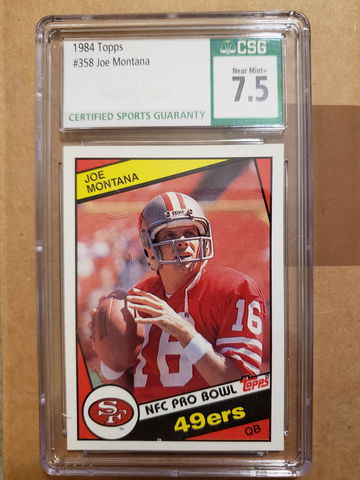 1984 Topps
#358 Joe Montana
CERTIFIED SPORTS GUARANTY
CSG
Near Mint+
7.5
JOE
MONTANA
16
SF
NFC PRO BOWL
Topps
49ers
QB